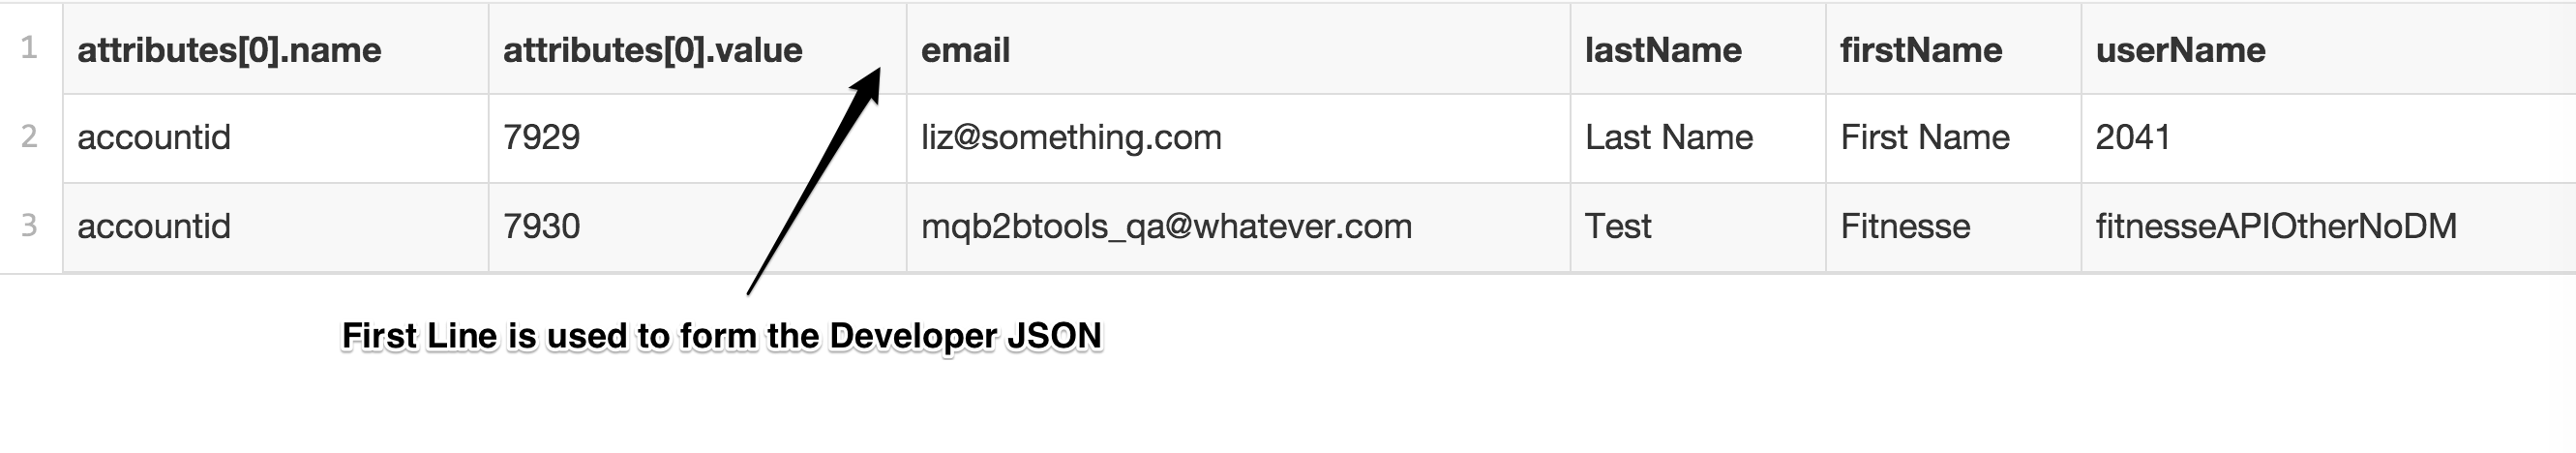 1 attributes[0].name attributes[0].value email lastName firstName userName
2 accountid 7929 liz@something.com Last Name First Name 2041
3 accountid 7930 mqb2btools_qa@whatever.com Test Fitnesse fitnesseAPIOtherNoDM
First Line is used to form the Developer JSON